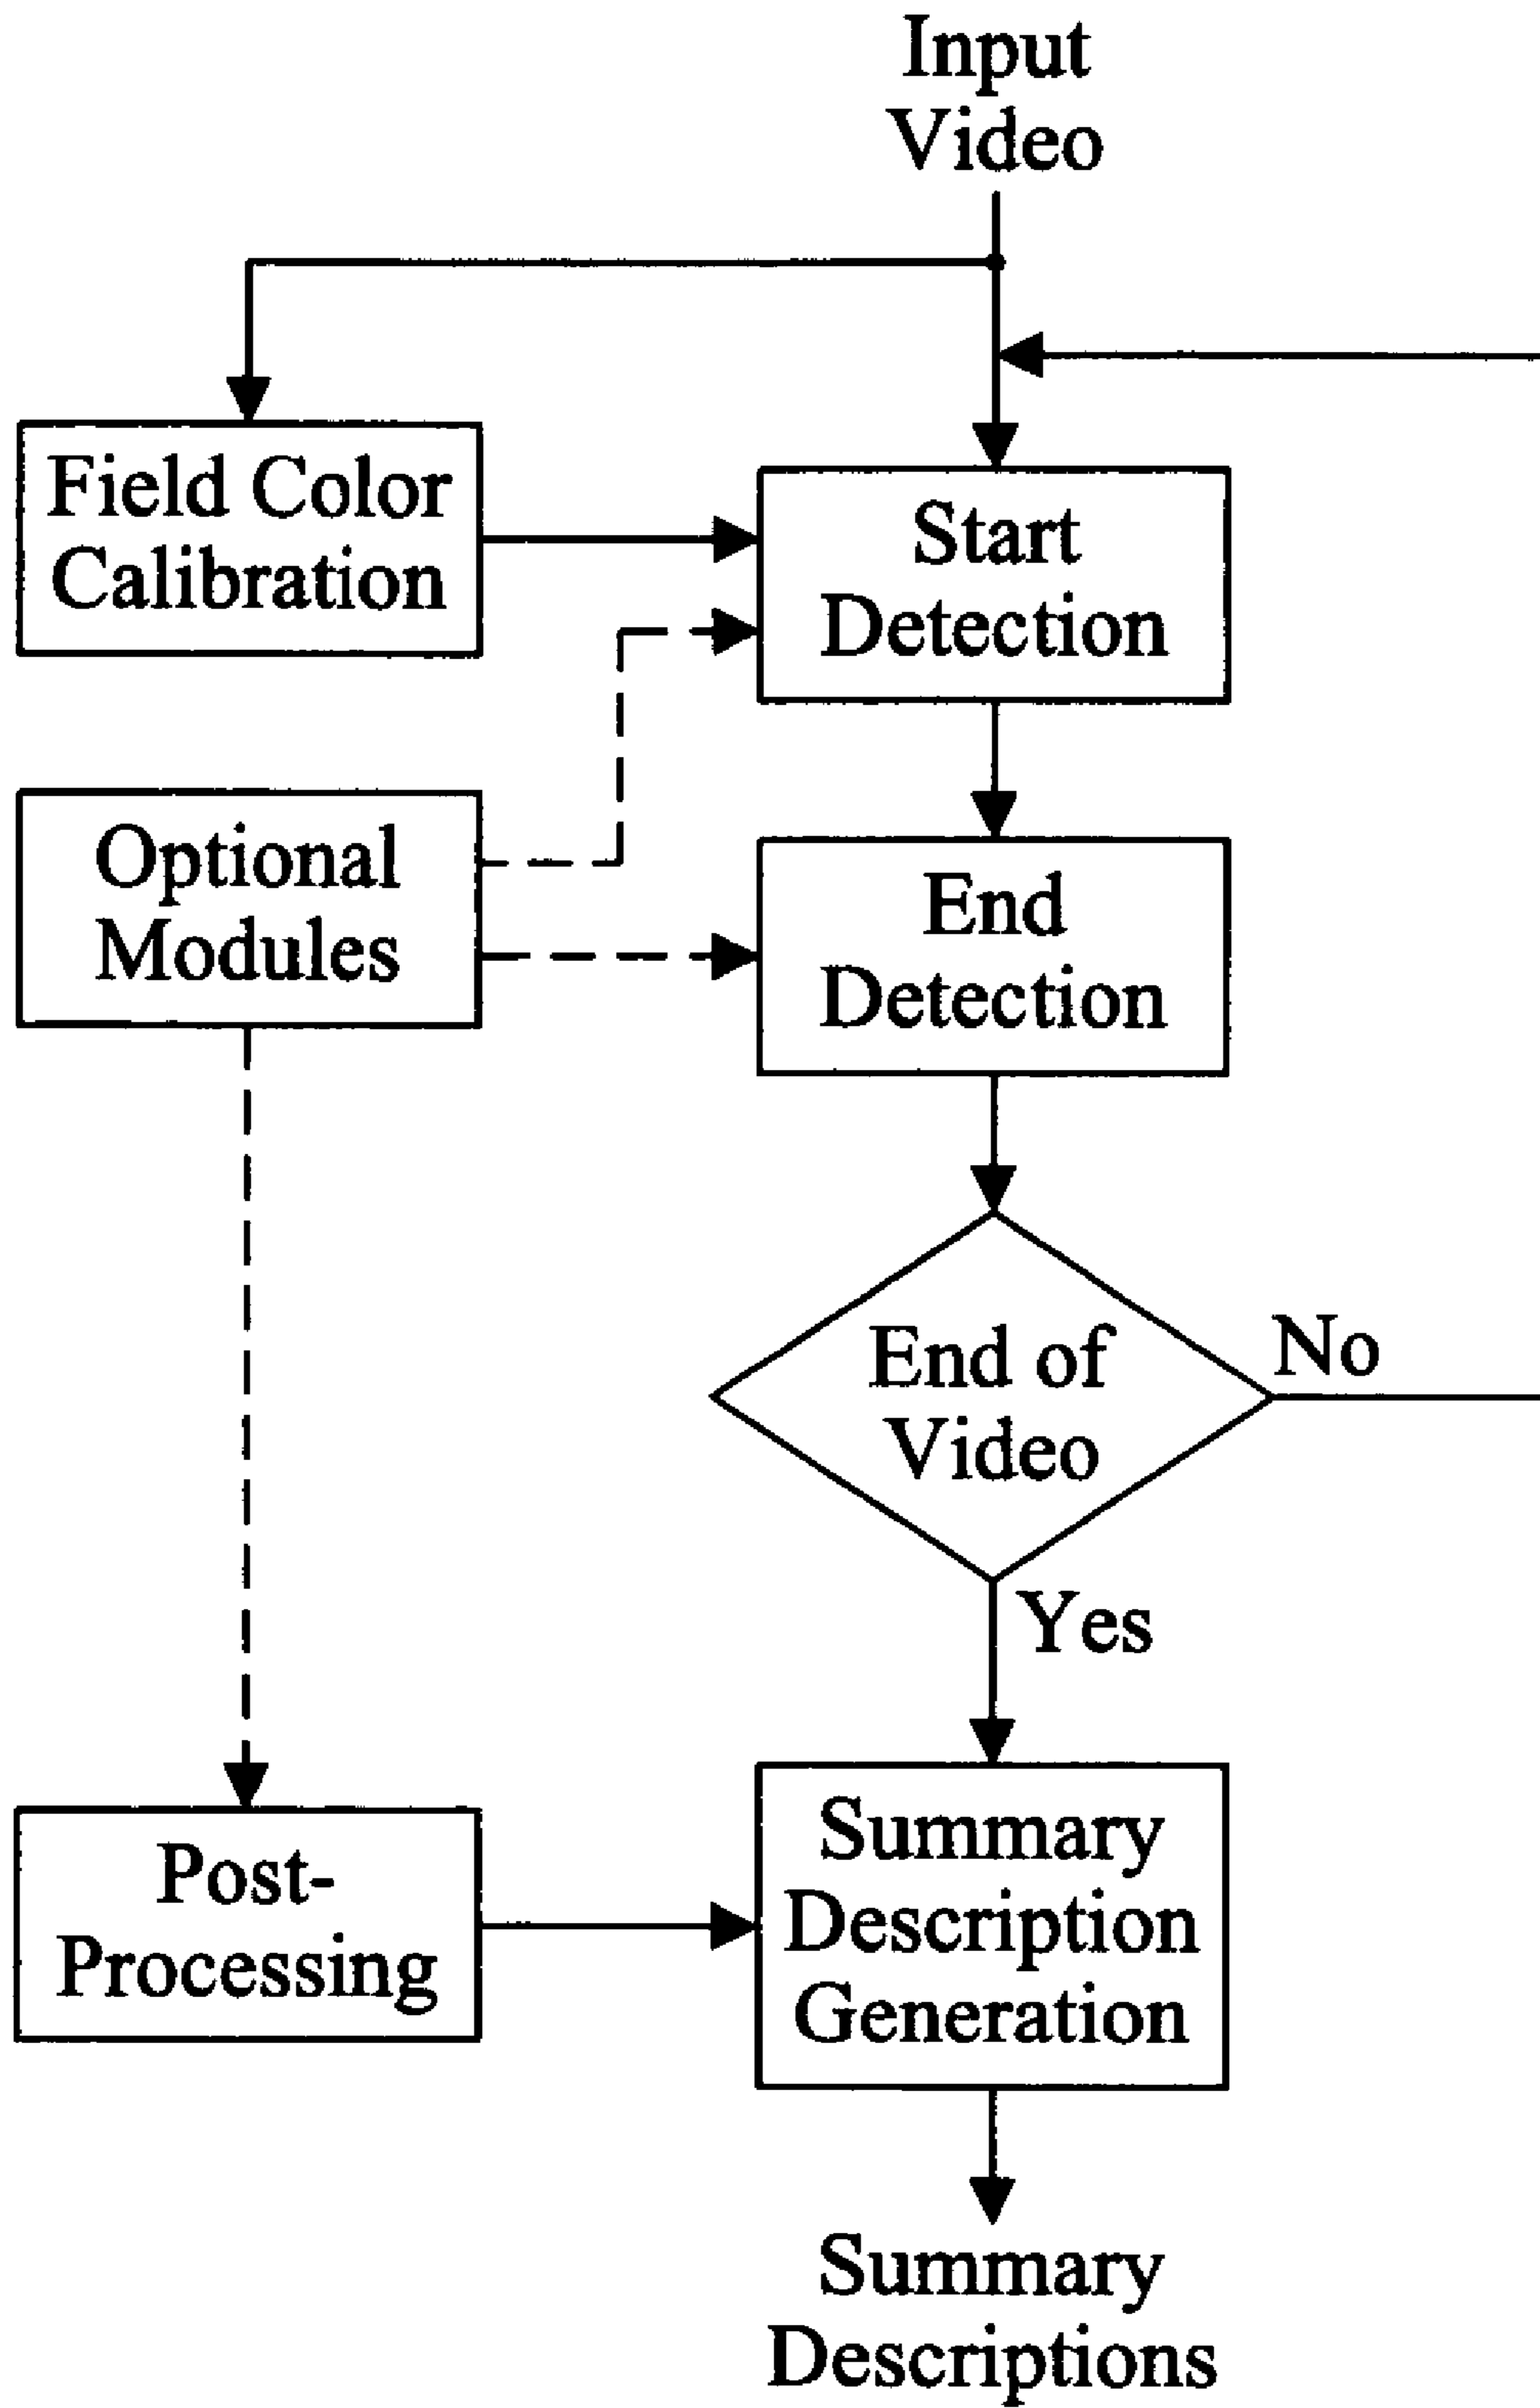 Input
Video
Field Color
Calibration
Start
Detection
Optional
Modules
End
Detection
End of
Video
No
Yes
Post-
Processing
Summary
Description
Generation
Summary
Descriptions